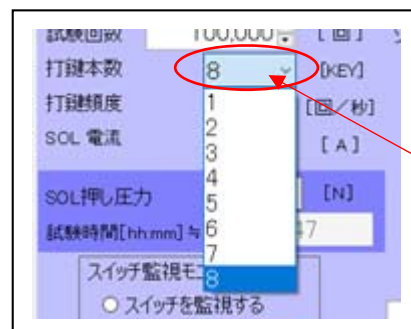 試験回数 100,000 [回]
打鍵本数 8 [KEY]
打鍵頻度 [回/秒]
SOL 電流 [A]
1
2
3
4
5
6
7
8
SOL押し圧力 [N]
試験時間[hh:mm]≒ 47
スイッチ監視モ
スイッチを監視する